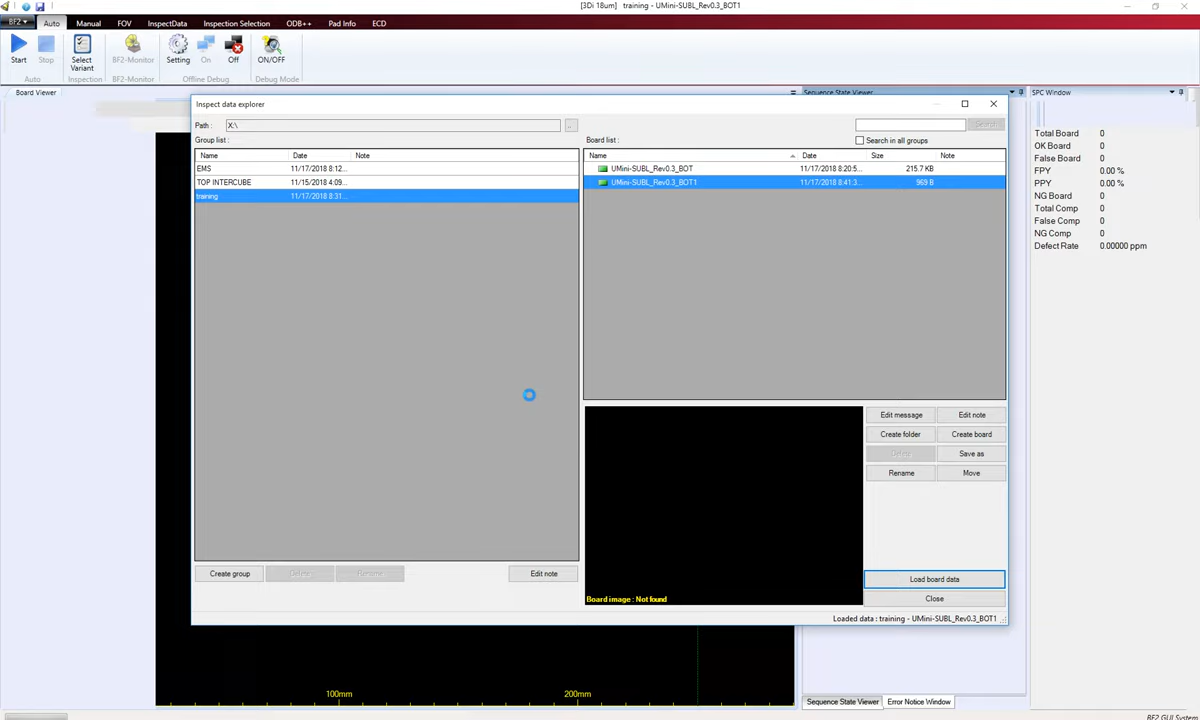 [3Di 18um] training - UMini-SUBL_Rev0.3_BOT1
BF2 Auto Manual FOV InspectData Inspection Selection ODB++ Pad Info ECD
Start Stop Select Variant BF2-Monitor Setting On Off ON/OFF
Auto Inspection BF2-Monitor Offline Debug Debug Mode
Board Viewer
Sequence State Viewer
SPC Window
Inspect data explorer
Path : X:\ ..
Search
Group list :
Board list :
Search in all groups
Name Date Note
EMS 11/17/2018 8:12...
TOP INTERCUBE 11/15/2018 4:09...
training 11/17/2018 8:31...
Name Date Size Note
UMini-SUBL_Rev0.3_BOT 11/17/2018 8:20:5... 215.7 KB
UMini-SUBL_Rev0.3_BOT1 11/17/2018 8:41:3... 969 B
Edit message Edit note
Create folder Create board
Delete Save as
Rename Move
Create group Delete Rename Edit note
Board image : Not found
Load board data
Close
Loaded data : training - UMini-SUBL_Rev0.3_BOT1
Total Board 0
OK Board 0
False Board 0
FPY 0.00 %
PPY 0.00 %
NG Board 0
Total Comp 0
False Comp 0
NG Comp 0
Defect Rate 0.00000 ppm
100mm 200mm
Sequence State Viewer Error Notice Window
BF2 GUI System